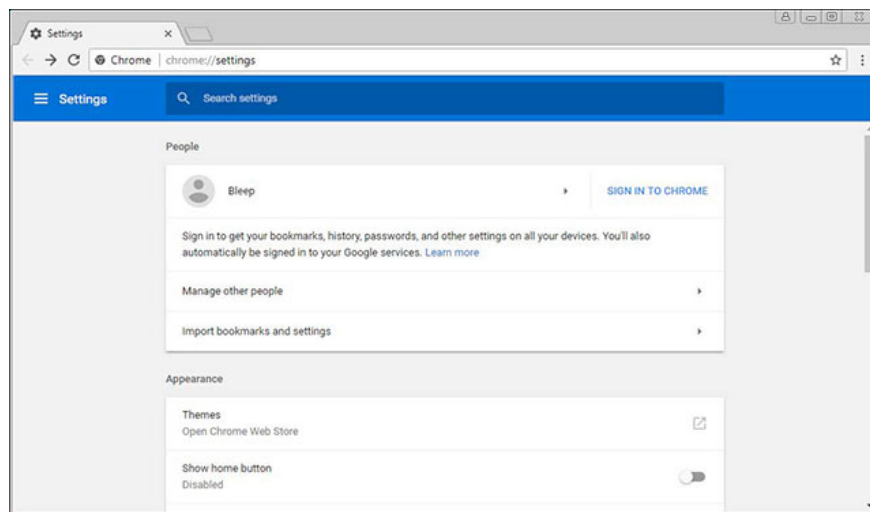 Settings
Chrome | chrome://settings
Settings
Search settings
People
Bleep
SIGN IN TO CHROME
Sign in to get your bookmarks, history, passwords, and other settings on all your devices. You'll also
automatically be signed in to your Google services. Learn more
Manage other people
Import bookmarks and settings
Appearance
Themes
Open Chrome Web Store
Show home button
Disabled